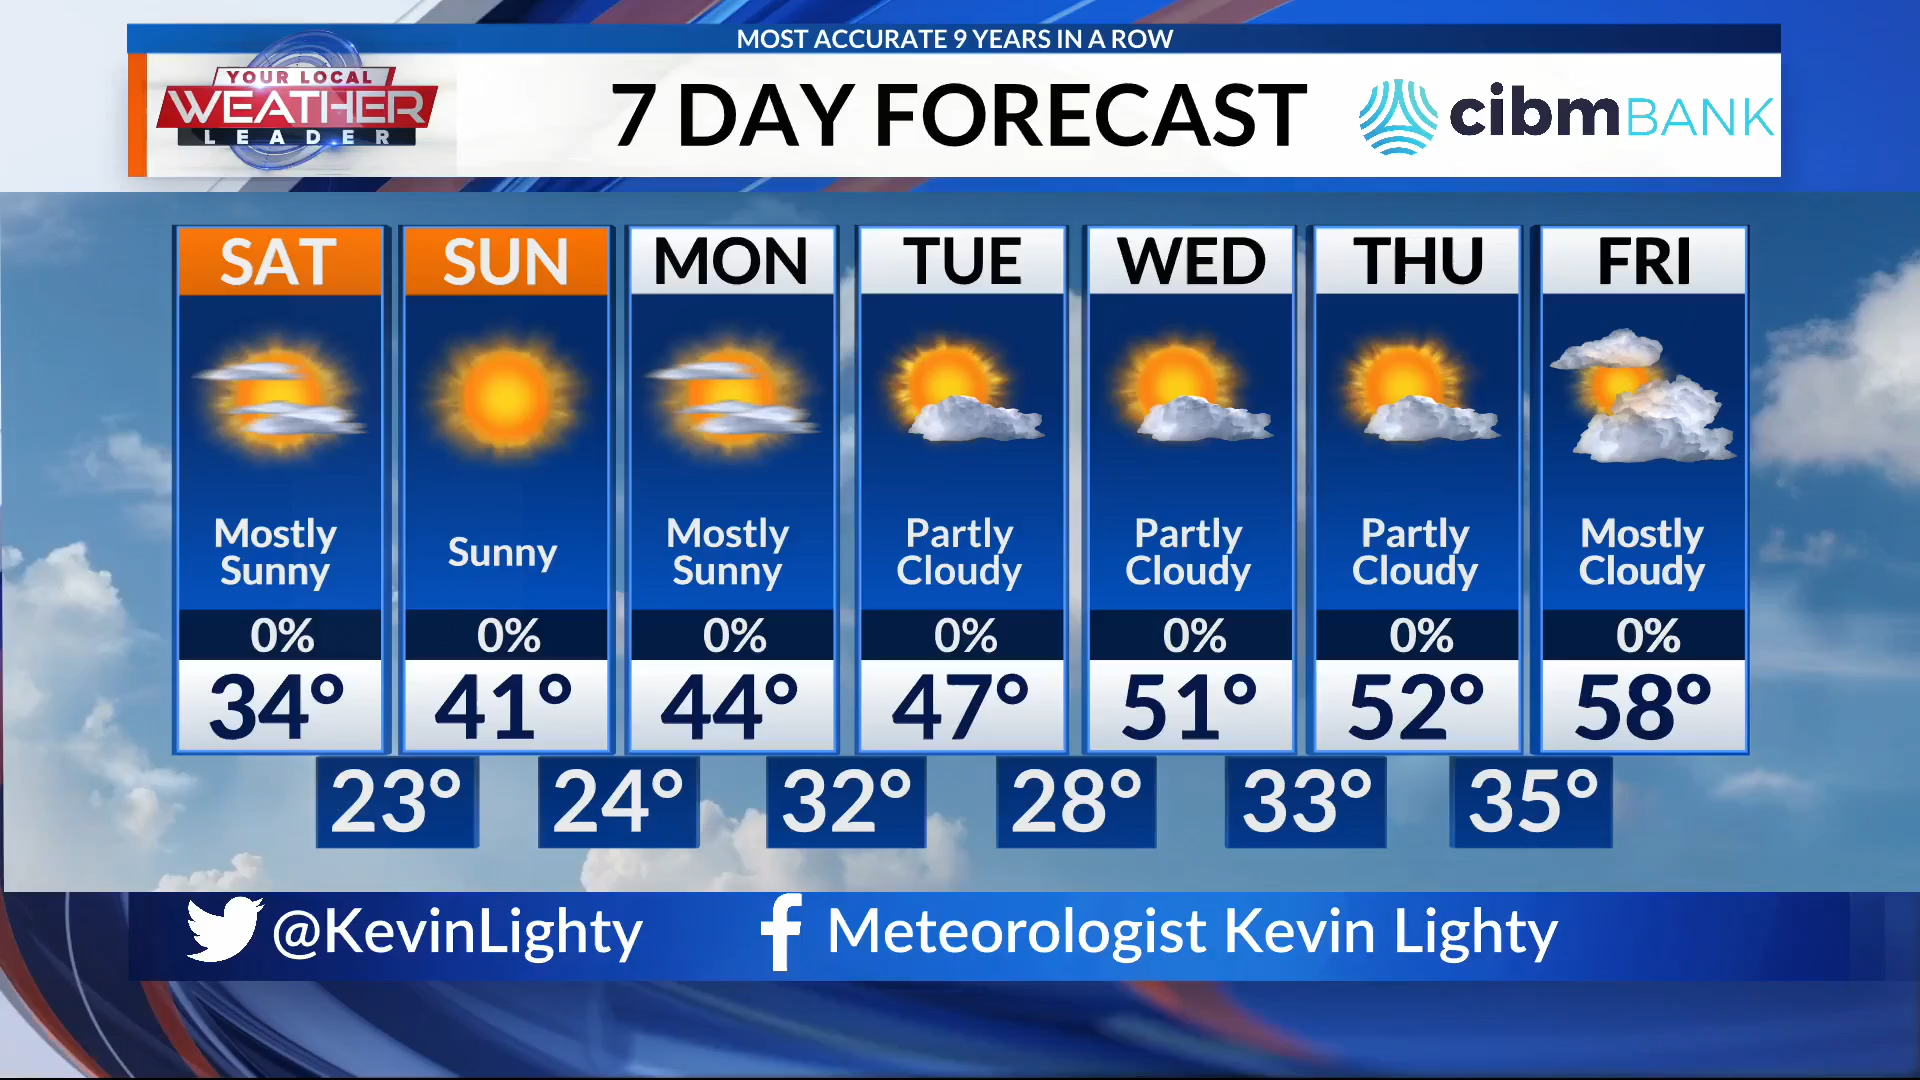 MOST ACCURATE 9 YEARS IN A ROW
YOUR LOCAL
WEATHER
LEADER
7 DAY FORECAST
cibm BANK
SAT SUN MON TUE WED THU FRI
Mostly Sunny Mostly Partly Partly Partly Mostly
Sunny Sunny Cloudy Cloudy Cloudy Cloudy
0% 0% 0% 0% 0% 0% 0%
34° 41° 44° 47° 51° 52° 58°
23° 24° 32° 28° 33° 35°
@KevinLighty
f Meteorologist Kevin Lighty